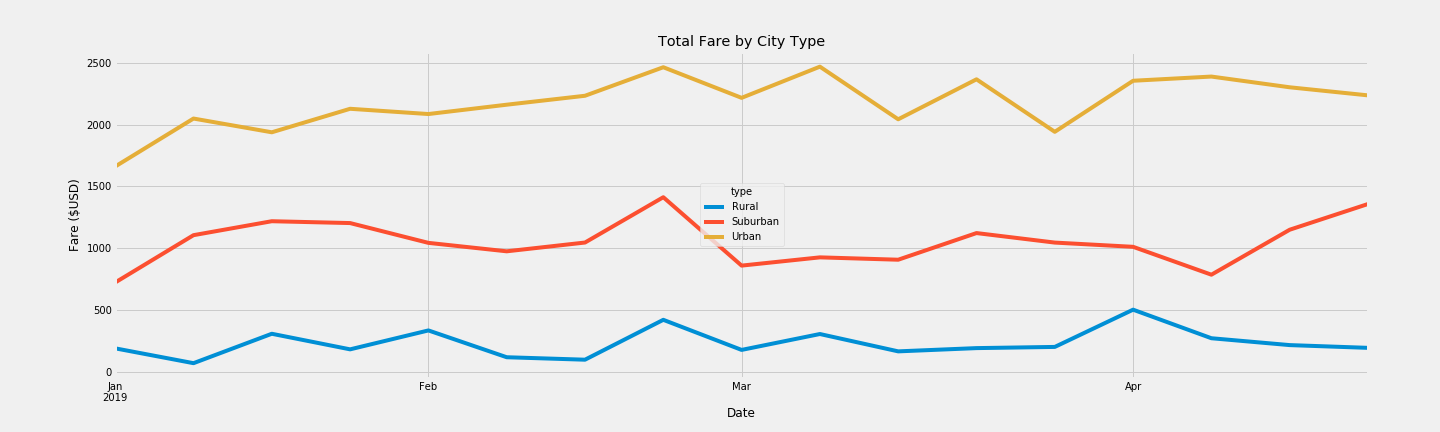 Total Fare by City Type
Fare ($USD)
2500
2000
1500
1000
500
0
type
Rural
Suburban
Urban
Jan
2019
Feb
Mar
Apr
Date